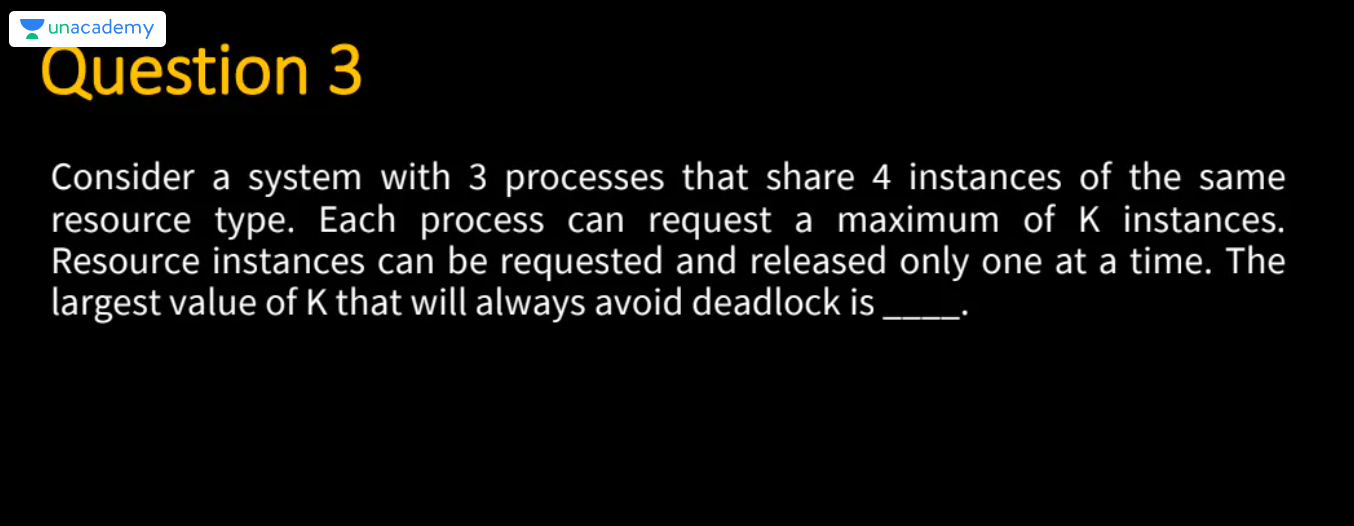 unacademy
Question 3
Consider a system with 3 processes that share 4 instances of the same
resource type. Each process can request a maximum of K instances.
Resource instances can be requested and released only one at a time. The
largest value of K that will always avoid deadlock is ____.